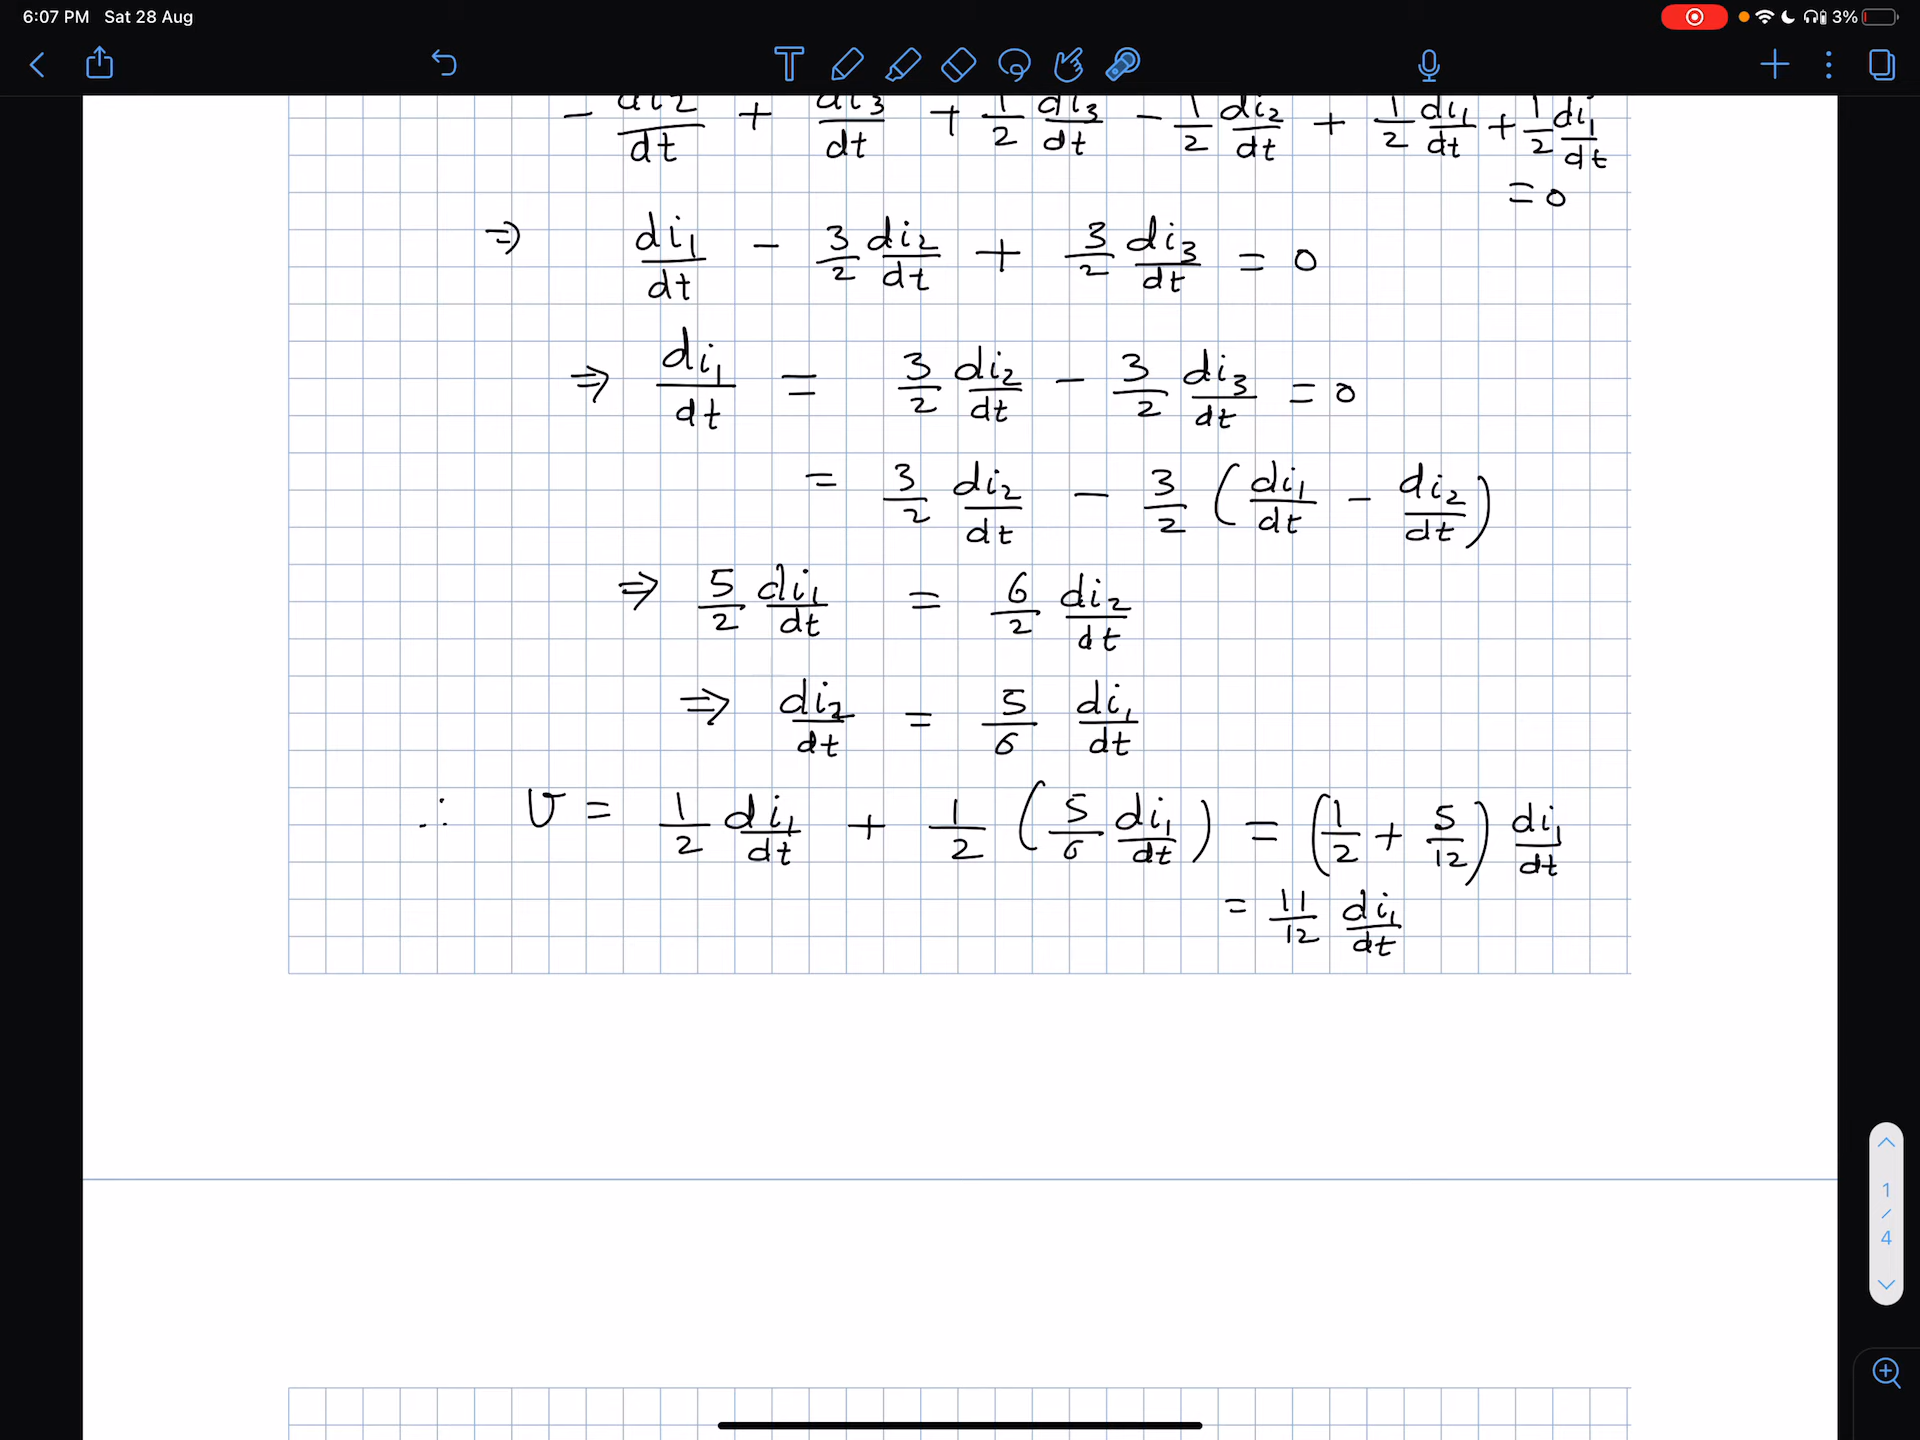 6:07 PM Sat 28 Aug
3%
T
- di2/dt + di3/dt + 1/2 di3/dt - 1/2 di2/dt + 1/2 di1/dt + 1/2 di1/dt
= 0
⇒ di1/dt - 3/2 di2/dt + 3/2 di3/dt = 0
⇒ di1/dt = 3/2 di2/dt - 3/2 di3/dt = 0
= 3/2 di2/dt - 3/2 (di1/dt - di2/dt)
⇒ 5/2 di1/dt = 6/2 di2/dt
⇒ di2/dt = 5/6 di1/dt
∴ V = 1/2 di1/dt + 1/2 (5/6 di1/dt) = (1/2 + 5/12) di1/dt
= 11/12 di1/dt
1
/
4